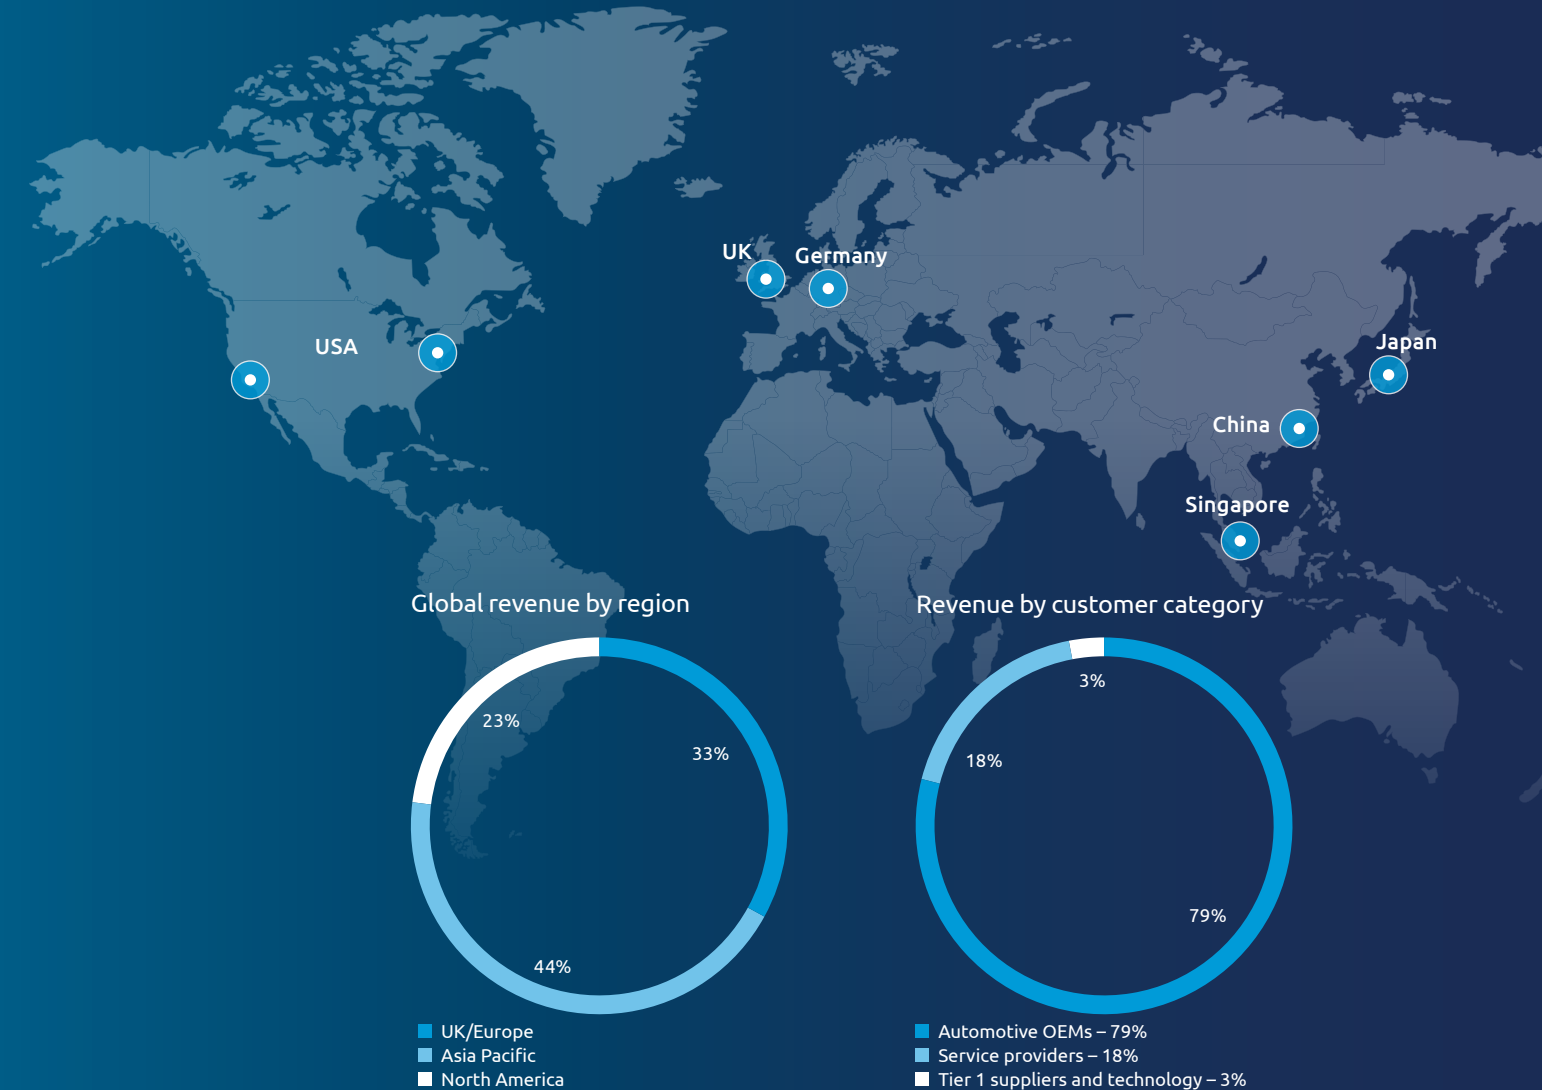 UK
Germany
USA
Japan
China
Singapore
Global revenue by region
23%
33%
44%
UK/Europe
Asia Pacific
North America
Revenue by customer category
3%
18%
79%
Automotive OEMs – 79%
Service providers – 18%
Tier 1 suppliers and technology – 3%